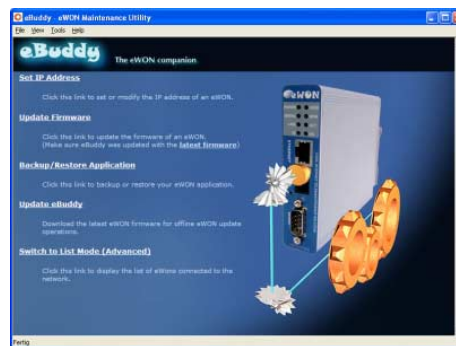 eBuddy - eWON Maintenance Utility
File View Tools Help
eBuddy The eWON companion
Set IP Address
Click this link to set or modify the IP address of an eWON.
Update Firmware
Click this link to update the firmware of an eWON.
(Make sure eBuddy was updated with the latest firmware)
Backup/Restore Application
Click this link to backup or restore your eWON application.
Update eBuddy
Download the latest eWON firmware for offline eWON update
operations.
Switch to List Mode (Advanced)
Click this link to display the list of eWons connected to the
network.
eWON
Fertig